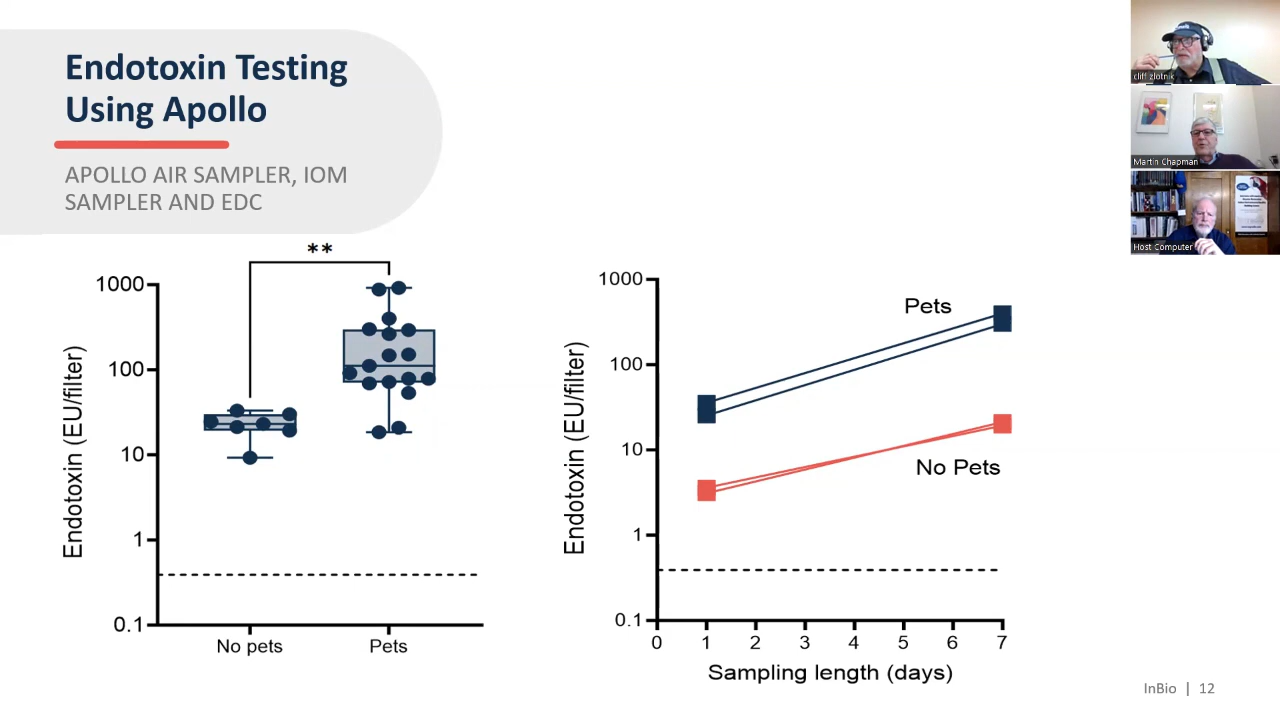 Endotoxin Testing
Using Apollo
APOLLO AIR SAMPLER, IOM
SAMPLER AND EDC
**
1000
100
10
1
0.1
Endotoxin (EU/filter)
No pets
Pets
1000
100
10
1
0.1
Endotoxin (EU/filter)
Pets
No Pets
0 1 2 3 4 5 6 7
Sampling length (days)
InBio | 12
cliff zlotnik
Martin Chapman
Host Computer